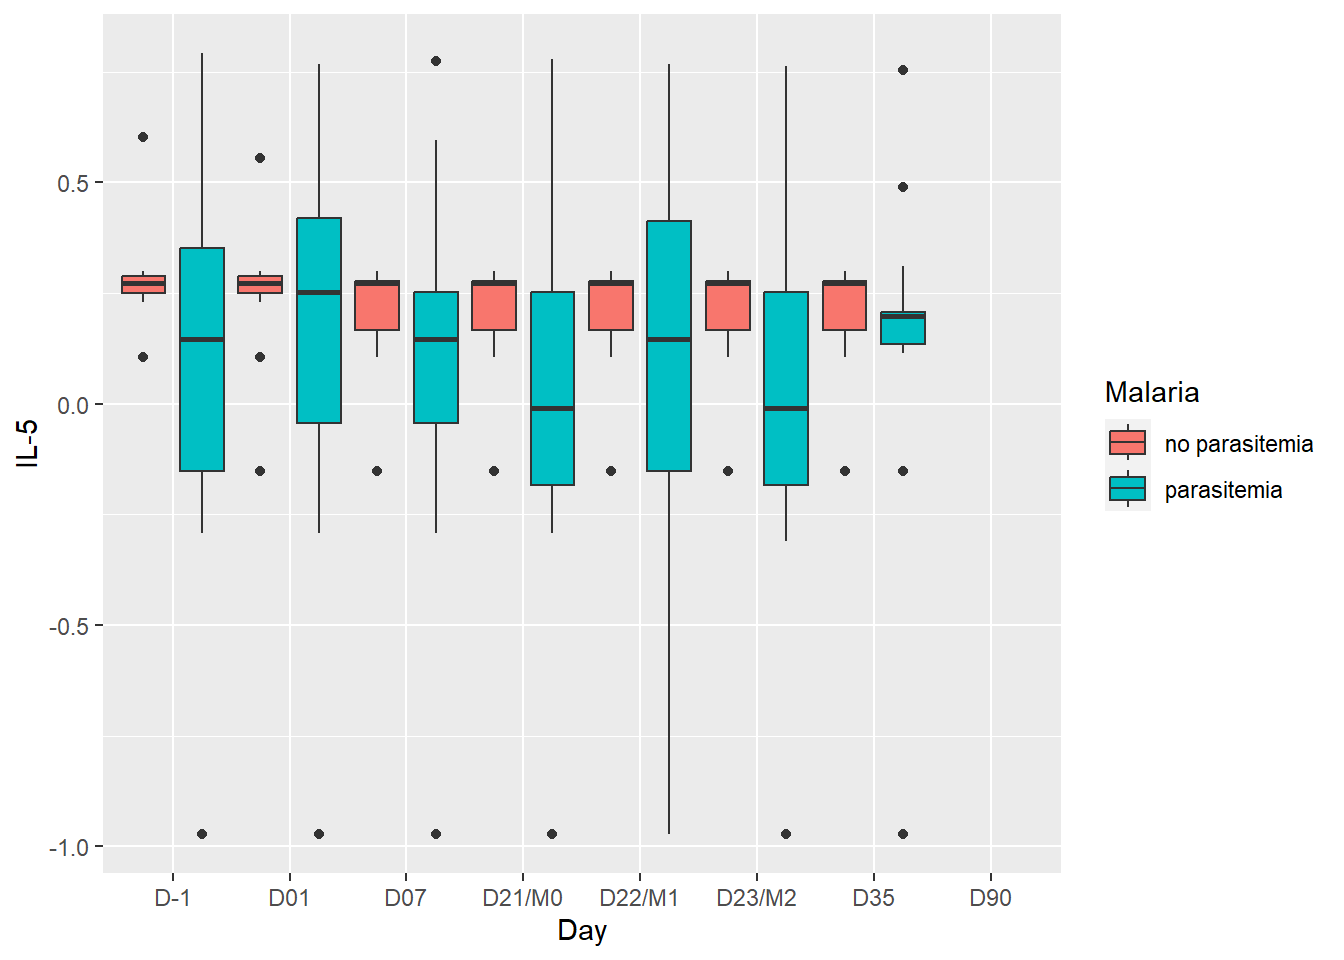 IL-5
0.5
0.0
-0.5
-1.0
D-1 D01 D07 D21/M0 D22/M1 D23/M2 D35 D90
Day
Malaria
no parasitemia
parasitemia